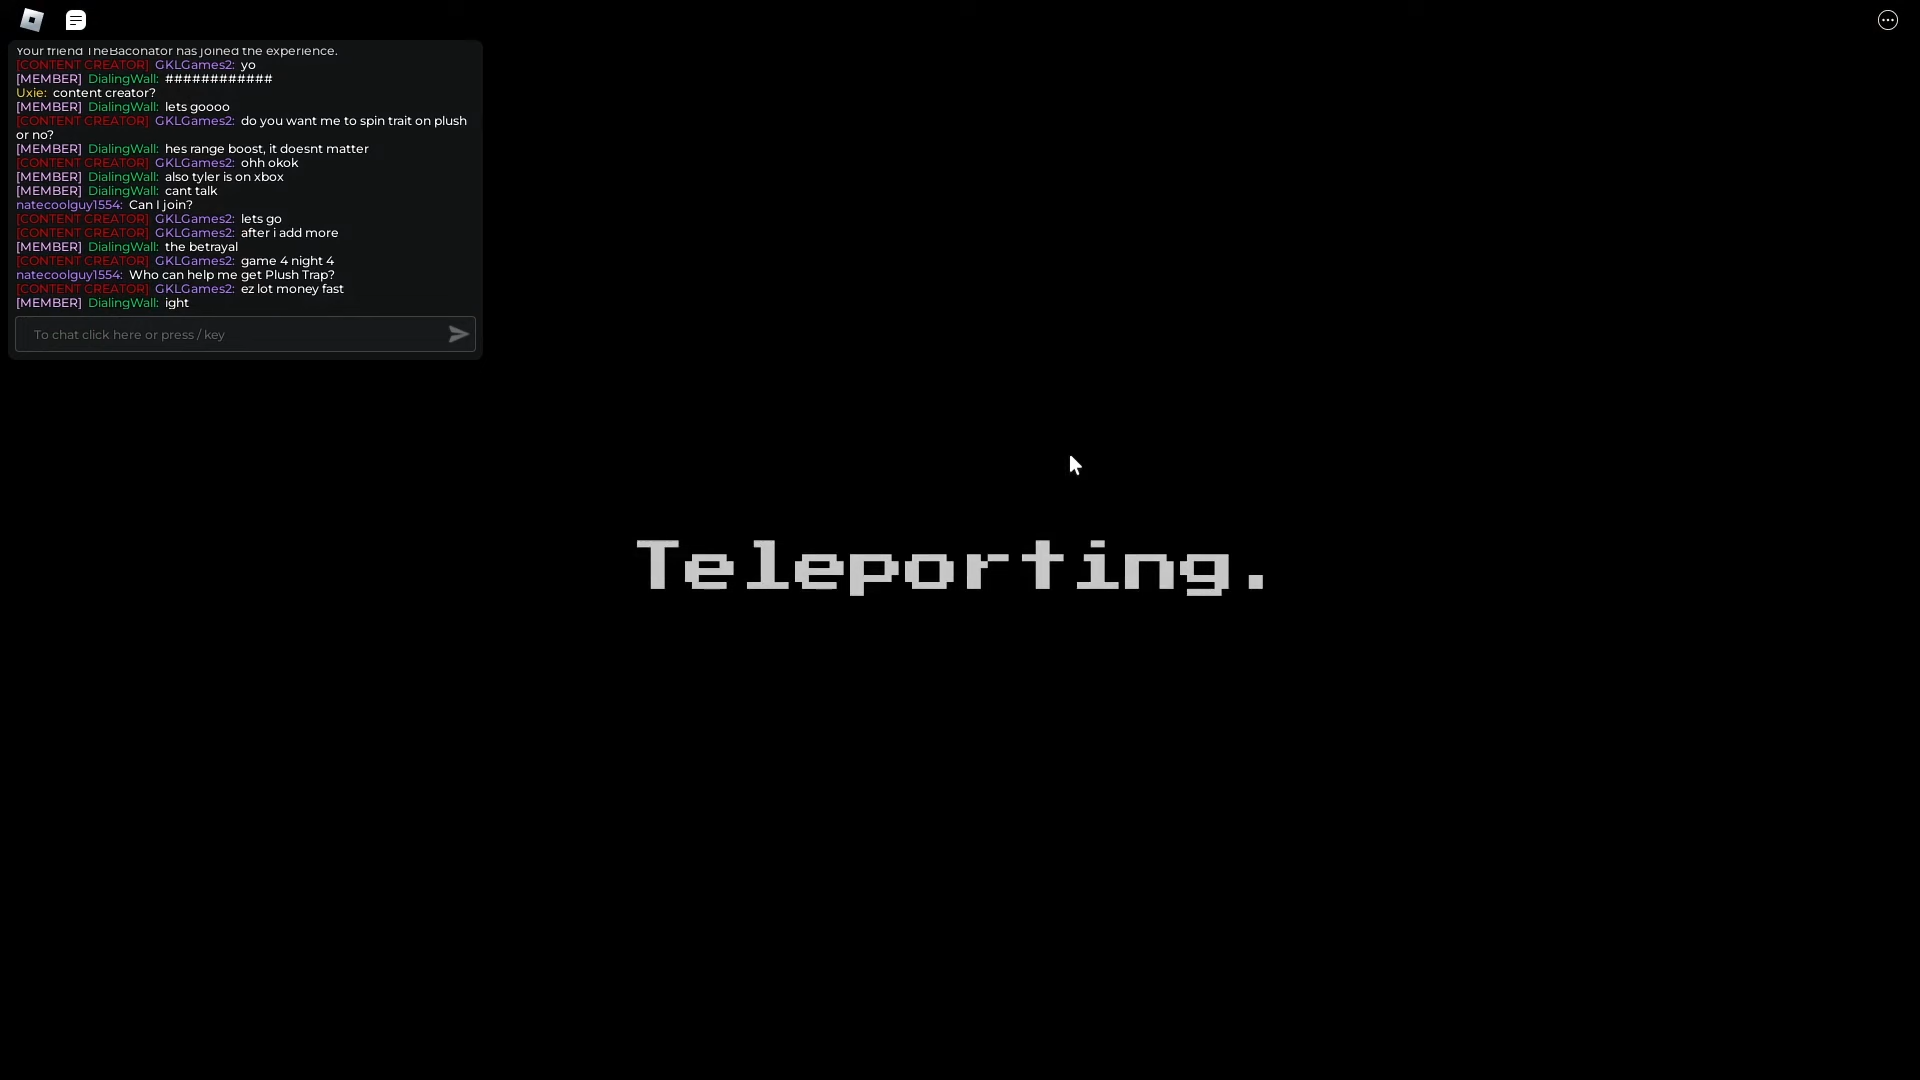 Your friend TheBaconator has joined the experience.
[CONTENT CREATOR] GKLGames2: yo
[MEMBER] DialingWall: ############
Uxie: content creator?
[MEMBER] DialingWall: lets goooo
[CONTENT CREATOR] GKLGames2: do you want me to spin trait on plush
or no?
[MEMBER] DialingWall: hes range boost, it doesnt matter
[CONTENT CREATOR] GKLGames2: ohh okok
[MEMBER] DialingWall: also tyler is on xbox
[MEMBER] DialingWall: cant talk
natecoolguy1554: Can I join?
[CONTENT CREATOR] GKLGames2: lets go
[CONTENT CREATOR] GKLGames2: after i add more
[MEMBER] DialingWall: the betrayal
[CONTENT CREATOR] GKLGames2: game 4 night 4
natecoolguy1554: Who can help me get Plush Trap?
[CONTENT CREATOR] GKLGames2: ez lot money fast
[MEMBER] DialingWall: ight
To chat click here or press / key
Teleporting.